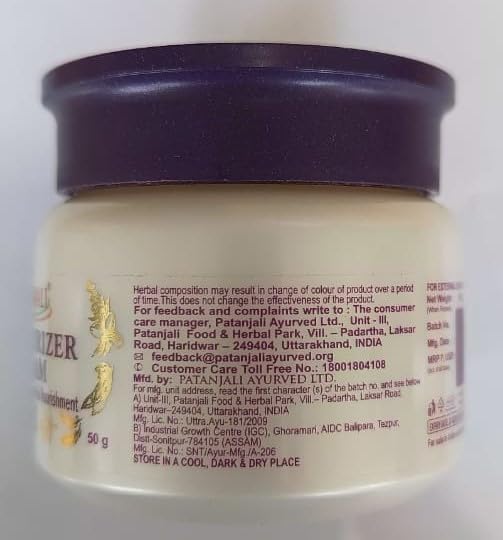 RIZER
M
50 g
Herbal composition may result in change of colour of product over a period
of time.This does not change the effectiveness of the product.
For feedback and complaints write to : The consumer
care manager, Patanjali Ayurved Ltd., Unit - III,
Patanjali Food & Herbal Park, Vill. – Padartha, Laksar
Road, Haridwar – 249404, Uttarakhand, INDIA
feedback@patanjaliayurved.org
Customer Care Toll Free No.: 18001804108
Mfd. by: PATANJALI AYURVED LTD.
For mfg. unit address, read the first character (s) of the batch no. and see below
A) Unit-III, Patanjali Food & Herbal Park, Vill.– Padartha, Laksar Road,
Haridwar–249404, Uttarakhand, INDIA
Mfg. Lic. No.: Uttra.Ayu-181/2009
B) Industrial Growth Centre (IGC), Ghoramari, AIDC Balipara, Tezpur,
Distt-Sonitpur-784105 (ASSAM)
Mfg. Lic. No.: SNT/Ayur-Mfg./A-206
STORE IN A COOL, DARK & DRY PLACE
FOR EXTERNAL
Net Weight
Batch No.
Mfg. Date
MRP